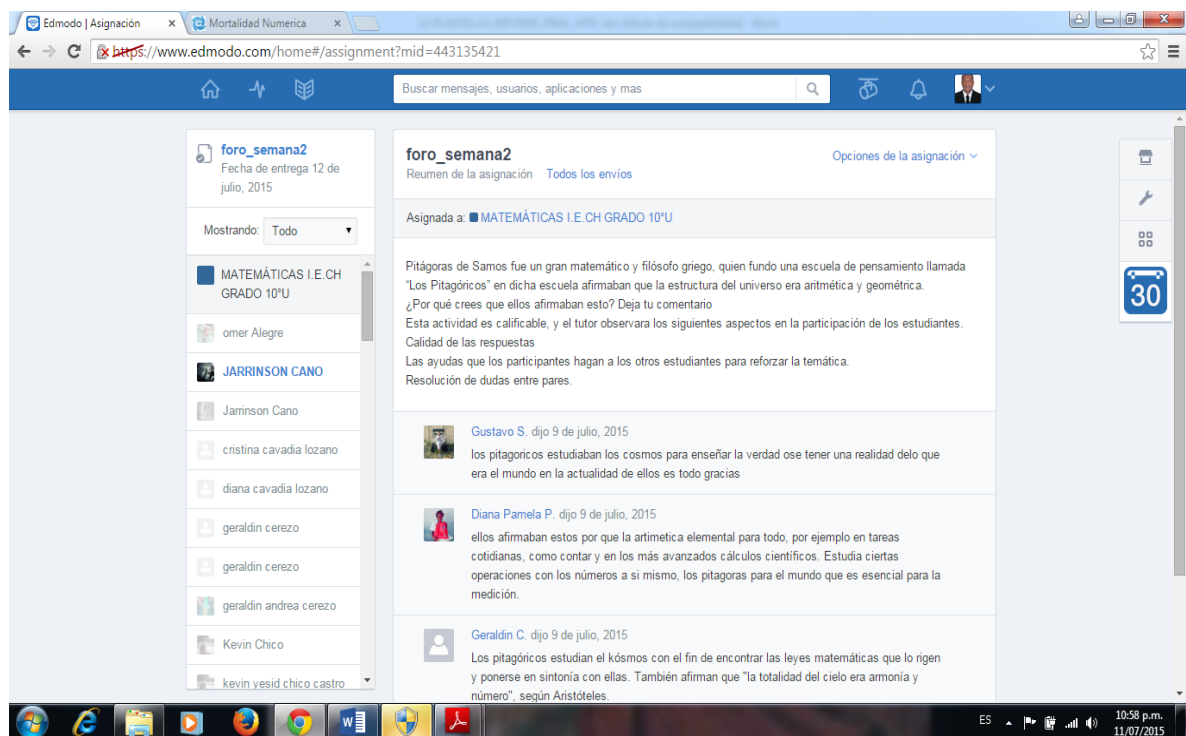 Edmodo | Asignación
Mortalidad Numerica
https://www.edmodo.com/home#/assignment?mid=443135421
Buscar mensajes, usuarios, aplicaciones y mas
foro_semana2
Fecha de entrega 12 de
julio, 2015
Mostrando: Todo
MATEMÁTICAS I.E.CH
GRADO 10°U
omer Alegre
JARRINSON CANO
Jarrinson Cano
cristina cavadia lozano
diana cavadia lozano
geraldin cerezo
geraldin cerezo
geraldin andrea cerezo
Kevin Chico
kevin yesid chico castro
foro_semana2
Opciones de la asignación
Reumen de la asignación Todos los envíos
Asignada a: MATEMÁTICAS I.E.CH GRADO 10°U
Pitágoras de Samos fue un gran matemático y filósofo griego, quien fundo una escuela de pensamiento llamada
“Los Pitagóricos” en dicha escuela afirmaban que la estructura del universo era aritmética y geométrica.
¿Por qué crees que ellos afirmaban esto? Deja tu comentario
Esta actividad es calificable, y el tutor observara los siguientes aspectos en la participación de los estudiantes.
Calidad de las respuestas
Las ayudas que los participantes hagan a los otros estudiantes para reforzar la temática.
Resolución de dudas entre pares.
Gustavo S. dijo 9 de julio, 2015
los pitagoricos estudiaban los cosmos para enseñar la verdad ose tener una realidad delo que
era el mundo en la actualidad de ellos es todo gracias
Diana Pamela P. dijo 9 de julio, 2015
ellos afirmaban estos por que la artimetica elemental para todo, por ejemplo en tareas
cotidianas, como contar y en los más avanzados cálculos científicos. Estudia ciertas
operaciones con los números a si mismo, los pitagoras para el mundo que es esencial para la
medición.
Geraldin C. dijo 9 de julio, 2015
Los pitagóricos estudian el kósmos con el fin de encontrar las leyes matemáticas que lo rigen
y ponerse en sintonía con ellas. También afirman que "la totalidad del cielo era armonía y
número", según Aristóteles.
30
ES
10:58 p.m.
11/07/2015